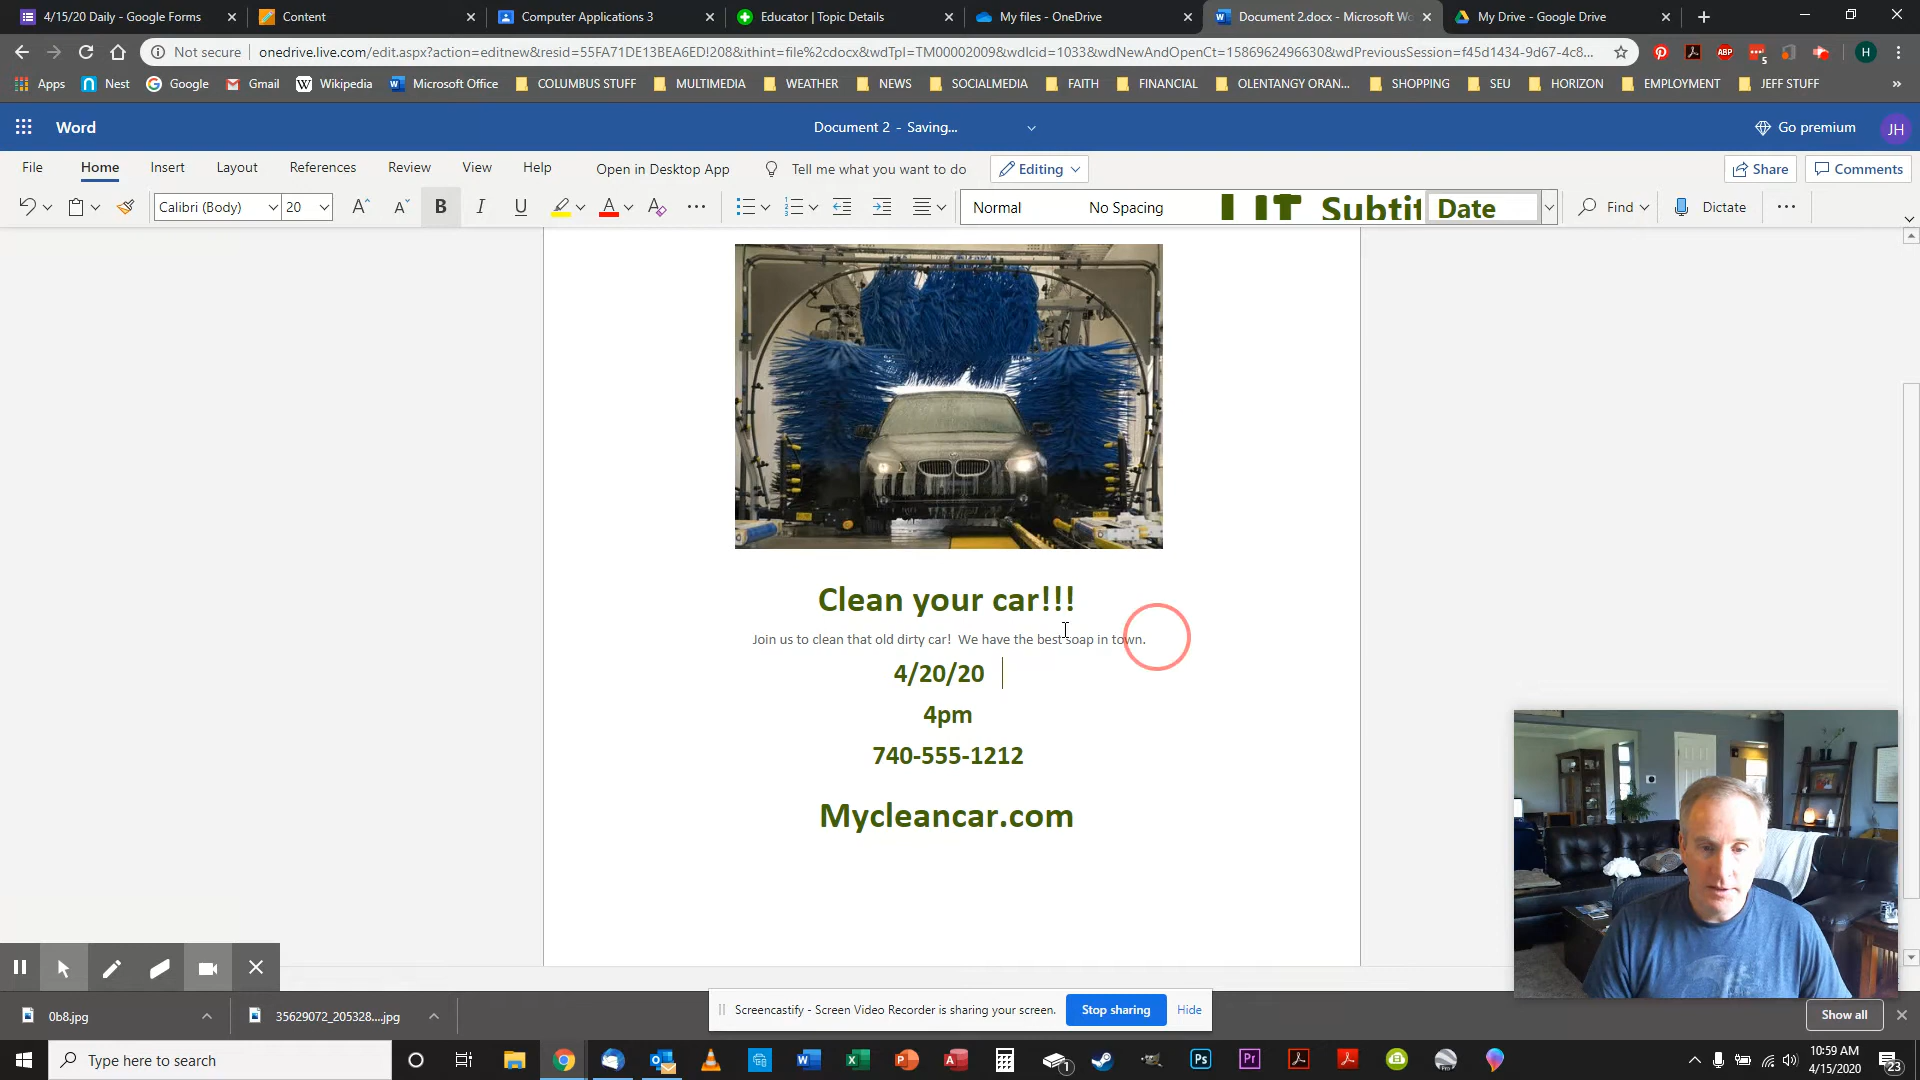 4/15/20 Daily - Google Forms
Content
Computer Applications 3
Educator | Topic Details
My files - OneDrive
Document 2.docx - Microsoft Wo
My Drive - Google Drive
Not secure
onedrive.live.com/edit.aspx?action=editnew&resid=55FA71DE13BEA6ED!208&ithint=file%2cdocx&wdTpl=TM00002009&wdlcid=1033&wdNewAndOpenCt=1586962496630&wdPreviousSession=f45d1434-9d67-4c8...
ABP
5
H
Apps
Nest
Google
Gmail
Wikipedia
Microsoft Office
COLUMBUS STUFF
MULTIMEDIA
WEATHER
NEWS
SOCIALMEDIA
FAITH
FINANCIAL
OLENTANGY ORAN...
SHOPPING
SEU
HORIZON
EMPLOYMENT
JEFF STUFF
»
Word
Document 2 - Saving...
Go premium
JH
File
Home
Insert
Layout
References
Review
View
Help
Open in Desktop App
Tell me what you want to do
Editing
Share
Comments
Calibri (Body)
20
B
I
U
Normal
No Spacing
Subtit
Date
Find
Dictate
Clean your car!!!
Join us to clean that old dirty car!  We have the best soap in town.
4/20/20
4pm
740-555-1212
Mycleancar.com
Screencastify - Screen Video Recorder is sharing your screen.
Stop sharing
Hide
0b8.jpg
35629072_205328....jpg
Show all
Type here to search
Ps
Pr
10:59 AM
4/15/2020
23